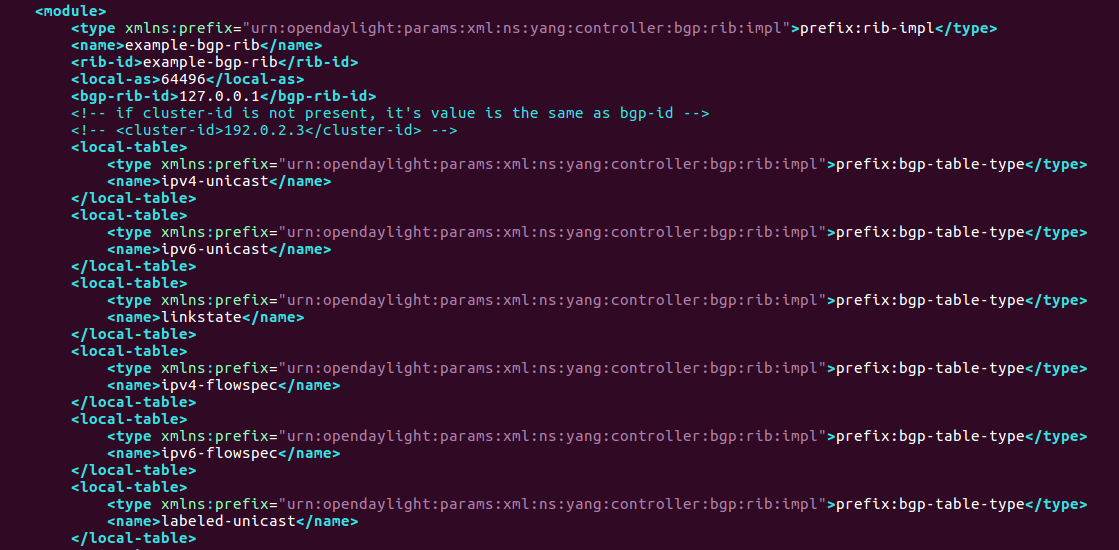 <module>
<type xmlns:prefix="urn:opendaylight:params:xml:ns:yang:controller:bgp:rib:impl">prefix:rib-impl</type>
<name>example-bgp-rib</name>
<rib-id>example-bgp-rib</rib-id>
<local-as>64496</local-as>
<bgp-rib-id>127.0.0.1</bgp-rib-id>
<!-- if cluster-id is not present, it's value is the same as bgp-id -->
<!-- <cluster-id>192.0.2.3</cluster-id> -->
<local-table>
<type xmlns:prefix="urn:opendaylight:params:xml:ns:yang:controller:bgp:rib:impl">prefix:bgp-table-type</type>
<name>ipv4-unicast</name>
</local-table>
<local-table>
<type xmlns:prefix="urn:opendaylight:params:xml:ns:yang:controller:bgp:rib:impl">prefix:bgp-table-type</type>
<name>ipv6-unicast</name>
</local-table>
<local-table>
<type xmlns:prefix="urn:opendaylight:params:xml:ns:yang:controller:bgp:rib:impl">prefix:bgp-table-type</type>
<name>linkstate</name>
</local-table>
<local-table>
<type xmlns:prefix="urn:opendaylight:params:xml:ns:yang:controller:bgp:rib:impl">prefix:bgp-table-type</type>
<name>ipv4-flowspec</name>
</local-table>
<local-table>
<type xmlns:prefix="urn:opendaylight:params:xml:ns:yang:controller:bgp:rib:impl">prefix:bgp-table-type</type>
<name>ipv6-flowspec</name>
</local-table>
<local-table>
<type xmlns:prefix="urn:opendaylight:params:xml:ns:yang:controller:bgp:rib:impl">prefix:bgp-table-type</type>
<name>labeled-unicast</name>
</local-table>